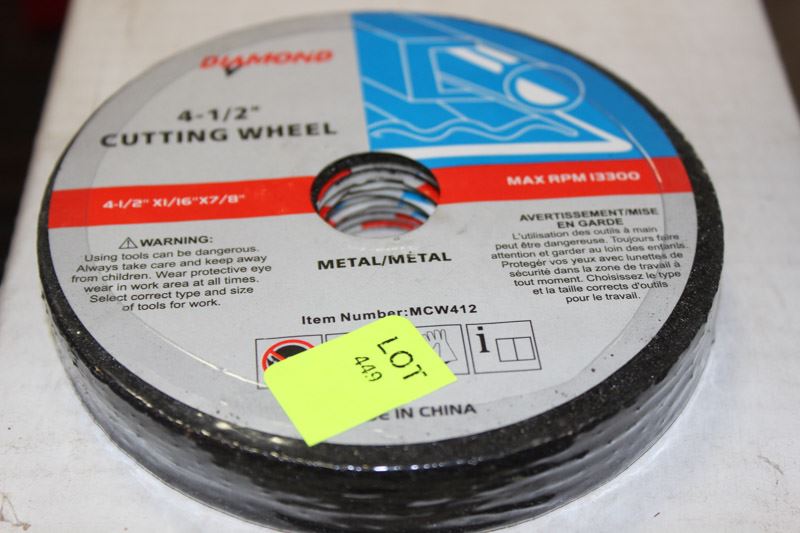 DIAMOND
4-1/2"
CUTTING WHEEL
4-1/2" X1/16"X7/8"
MAX RPM 13300
METAL/MÈTAL
⚠WARNING:
Using tools can be dangerous.
Always take care and keep away
from children. Wear protective eye
wear in work area at all times.
Select correct type and size
of tools for work.
AVERTISSEMENT/MISE
EN GARDE
L'utilisation des outils à main
peut être dangereuse. Toujours faire
attention et garder au loin des enfants.
Protegér vos yeux avec lunettes de
sécurité dans la zone de travail à
tout moment. Choisissez le type
et la taille corrects d'outils
pour le travail.
Item Number:MCW412
i
LOT
449
IN CHINA